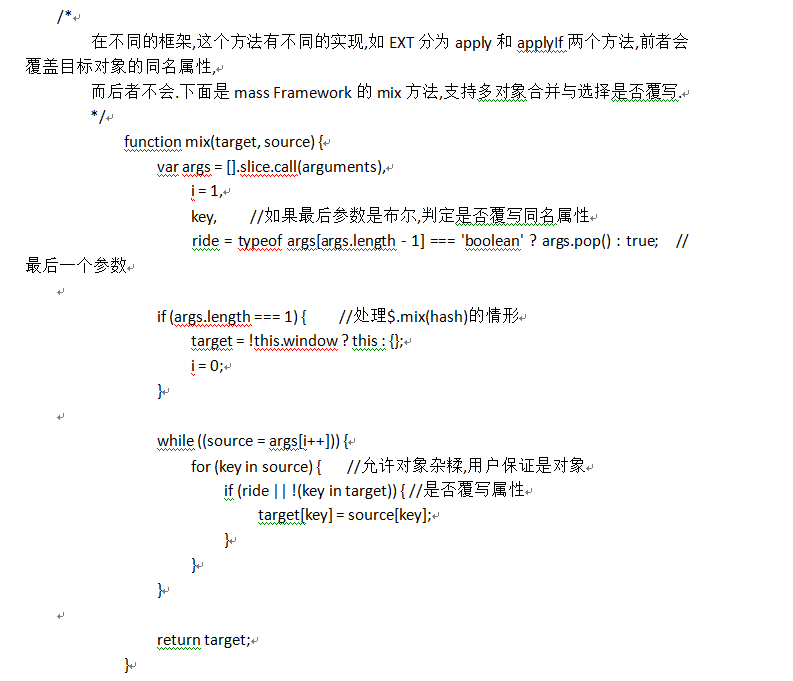 /*
在不同的框架,这个方法有不同的实现,如 EXT 分为 apply 和 applyIf 两个方法,前者会
覆盖目标对象的同名属性,
而后者不会.下面是 mass Framework 的 mix 方法,支持多对象合并与选择是否覆写.
*/
function mix(target, source) {
var args = [].slice.call(arguments),
i = 1,
key, //如果最后参数是布尔,判定是否覆写同名属性
ride = typeof args[args.length - 1] === 'boolean' ? args.pop() : true; //
最后一个参数
if (args.length === 1) { //处理$.mix(hash)的情形
target = !this.window ? this : {};
i = 0;
}
while ((source = args[i++])) {
for (key in source) { //允许对象杂糅,用户保证是对象
if (ride || !(key in target)) { //是否覆写属性
target[key] = source[key];
}
}
}
return target;
}